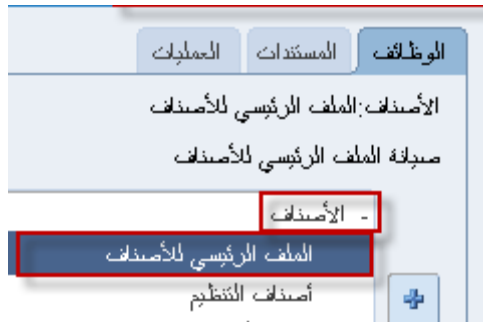 الوظائف المستندات العمليات
الأصناف:الملف الرئيسي للأصناف
صيانة الملف الرئيسي للأصناف
- الأصناف
الملف الرئيسي للأصناف
أصناف التنظيم